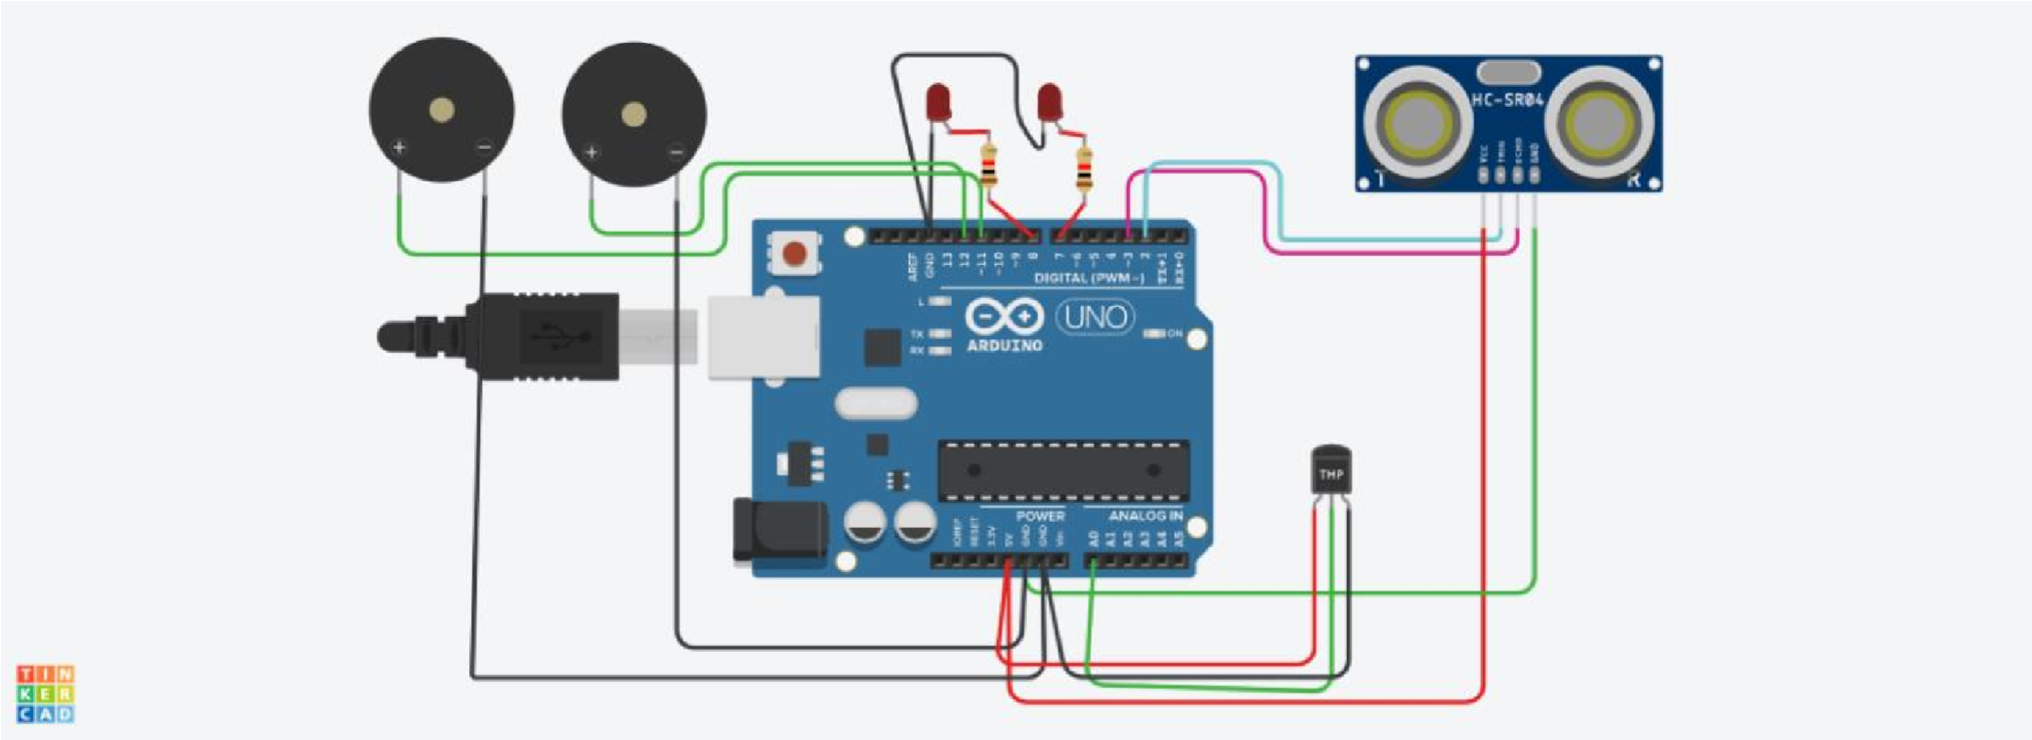 HC-SR04
VCC
TRIG
ECHO
GND
T
R
+
−
+
−
AREF
GND
13
12
~11
~10
~9
8
7
~6
~5
4
~3
2
TX→1
RX←0
DIGITAL (PWM~)
L
TX
RX
ARDUINO
UNO
ON
TMP
POWER
ANALOG IN
IOREF
RESET
3.3V
5V
GND
GND
Vin
A0
A1
A2
A3
A4
A5
TIN
KER
CAD